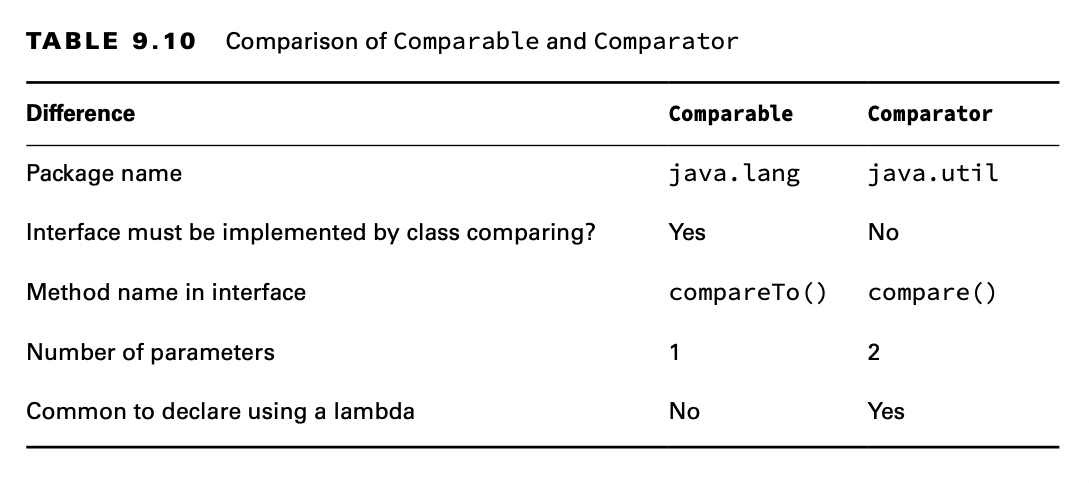 TABLE 9.10 Comparison of Comparable and Comparator
Difference Comparable Comparator
Package name java.lang java.util
Interface must be implemented by class comparing? Yes No
Method name in interface compareTo() compare()
Number of parameters 1 2
Common to declare using a lambda No Yes